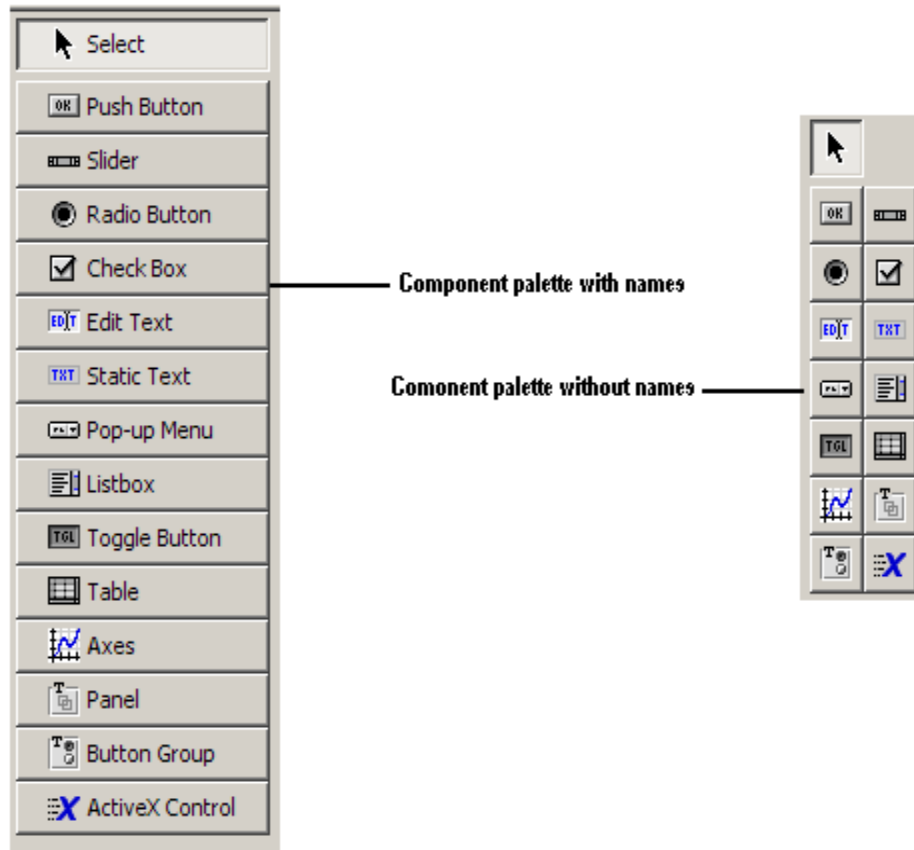 Select
OK Push Button
Slider
Radio Button
Check Box
EDIT Edit Text
TXT Static Text
Pop-up Menu
Listbox
TGL Toggle Button
Table
Axes
T Panel
T Button Group
X ActiveX Control
Component palette with names
Comonent palette without names
OK
EDIT TXT
TGL
T
T X